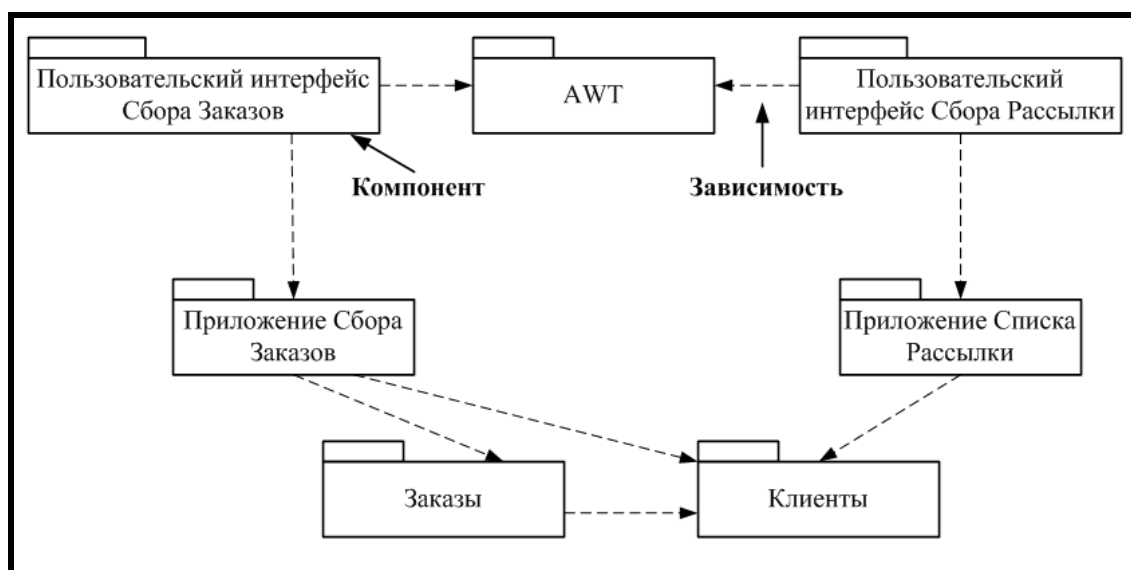 Пользовательский интерфейс
Сбора Заказов
AWT
Пользовательский
интерфейс Сбора Рассылки
Компонент
Зависимость
Приложение Сбора
Заказов
Приложение Списка
Рассылки
Заказы
Клиенты